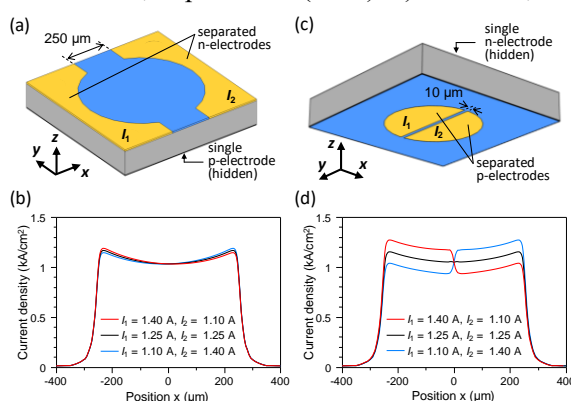 (a)
250 µm
separated
n-electrodes
I1
I2
single
p-electrode
(hidden)
z
y
x
(c)
single
n-electrode
(hidden)
10 µm
I1
I2
separated
p-electrodes
z
y
x
(b)
Current density (kA/cm²)
1.5
1
0.5
0
I1 = 1.40 A, I2 = 1.10 A
I1 = 1.25 A, I2 = 1.25 A
I1 = 1.10 A, I2 = 1.40 A
-400 -200 0 200 400
Position x (µm)
(d)
Current density (kA/cm²)
1.5
1
0.5
0
I1 = 1.40 A, I2 = 1.10 A
I1 = 1.25 A, I2 = 1.25 A
I1 = 1.10 A, I2 = 1.40 A
-400 -200 0 200 400
Position x (µm)